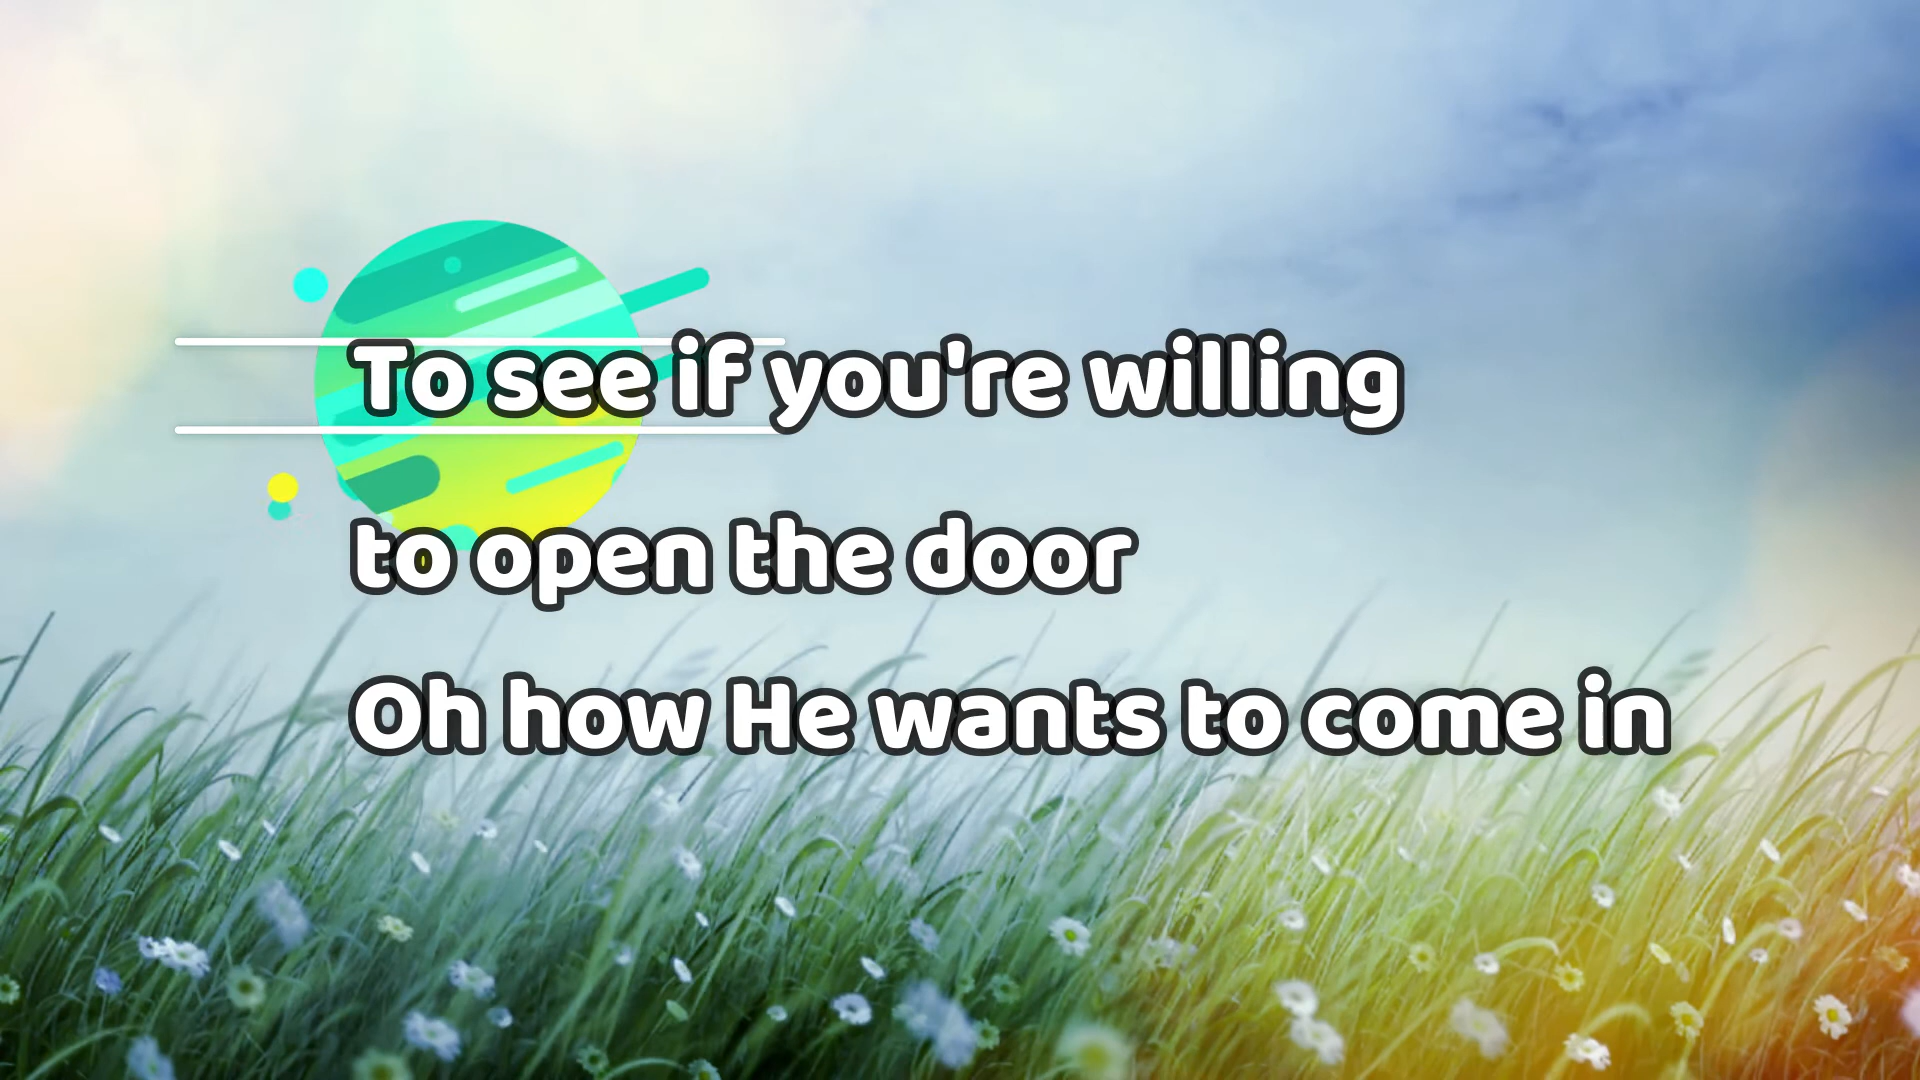 To see if you're willing
to open the door
Oh how He wants to come in